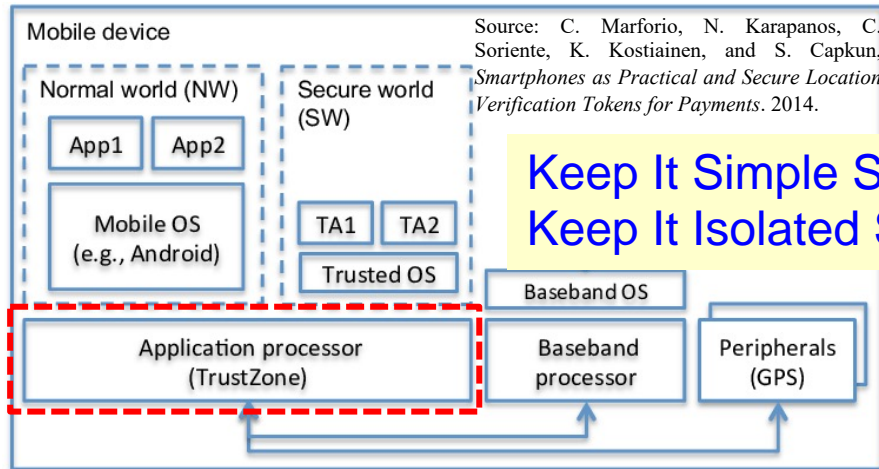 Mobile device
Source: C. Marforio, N. Karapanos, C.
Soriente, K. Kostiainen, and S. Capkun,
Smartphones as Practical and Secure Location
Verification Tokens for Payments. 2014.
Normal world (NW)
App1 App2
Mobile OS
(e.g., Android)
Secure world
(SW)
TA1 TA2
Trusted OS
Keep It Simple S
Keep It Isolated
Baseband OS
Application processor
(TrustZone)
Baseband
processor
Peripherals
(GPS)